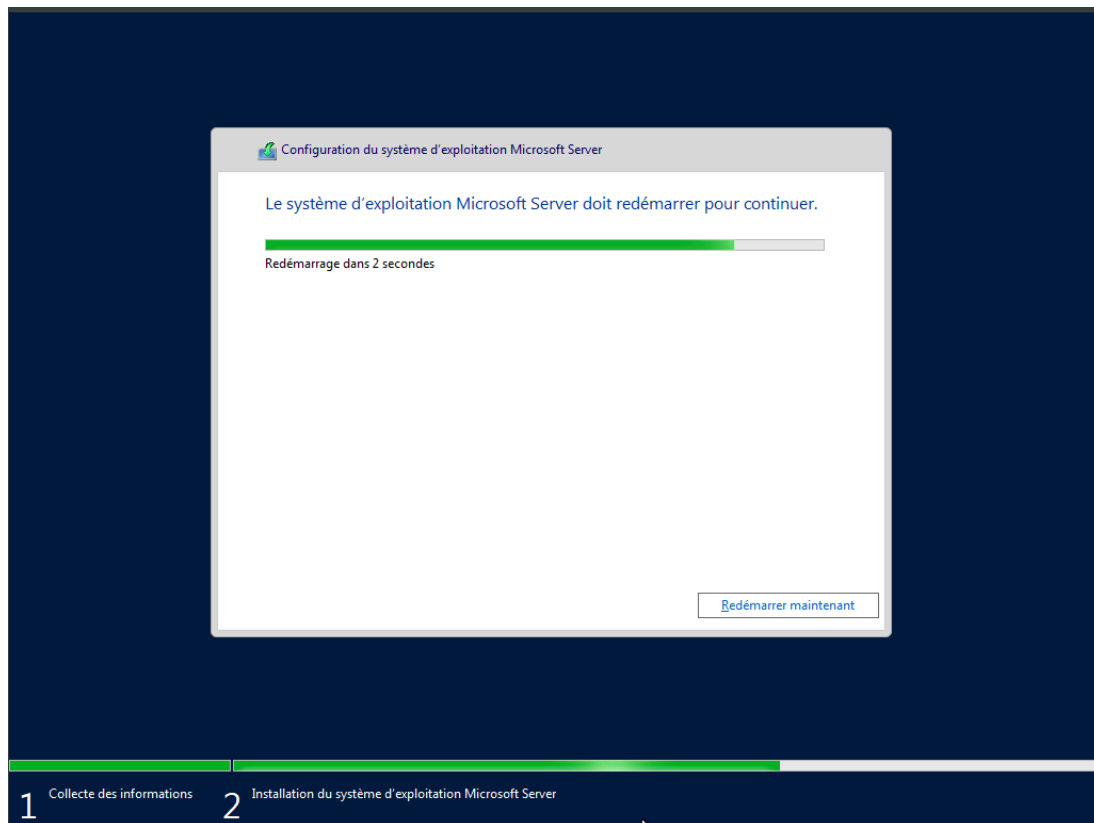 Configuration du système d'exploitation Microsoft Server
Le système d'exploitation Microsoft Server doit redémarrer pour continuer.
Redémarrage dans 2 secondes
Redémarrer maintenant
1 Collecte des informations 2 Installation du système d'exploitation Microsoft Server